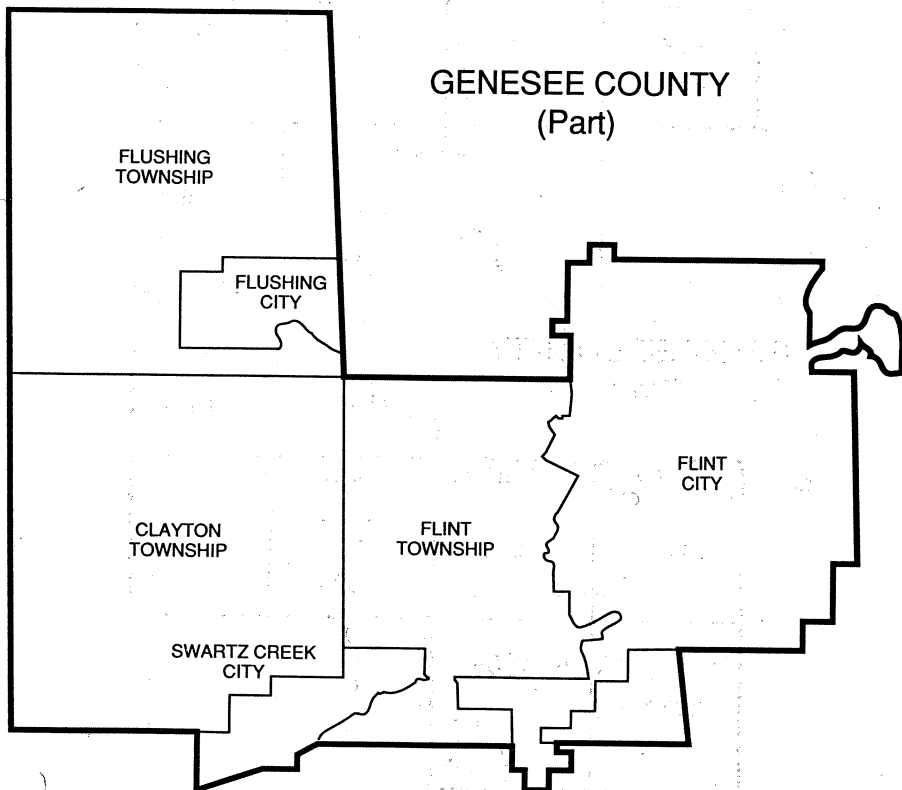 GENESEE COUNTY
(Part)
FLUSHING
TOWNSHIP
FLUSHING
CITY
FLINT
CITY
CLAYTON
TOWNSHIP
FLINT
TOWNSHIP
SWARTZ CREEK
CITY